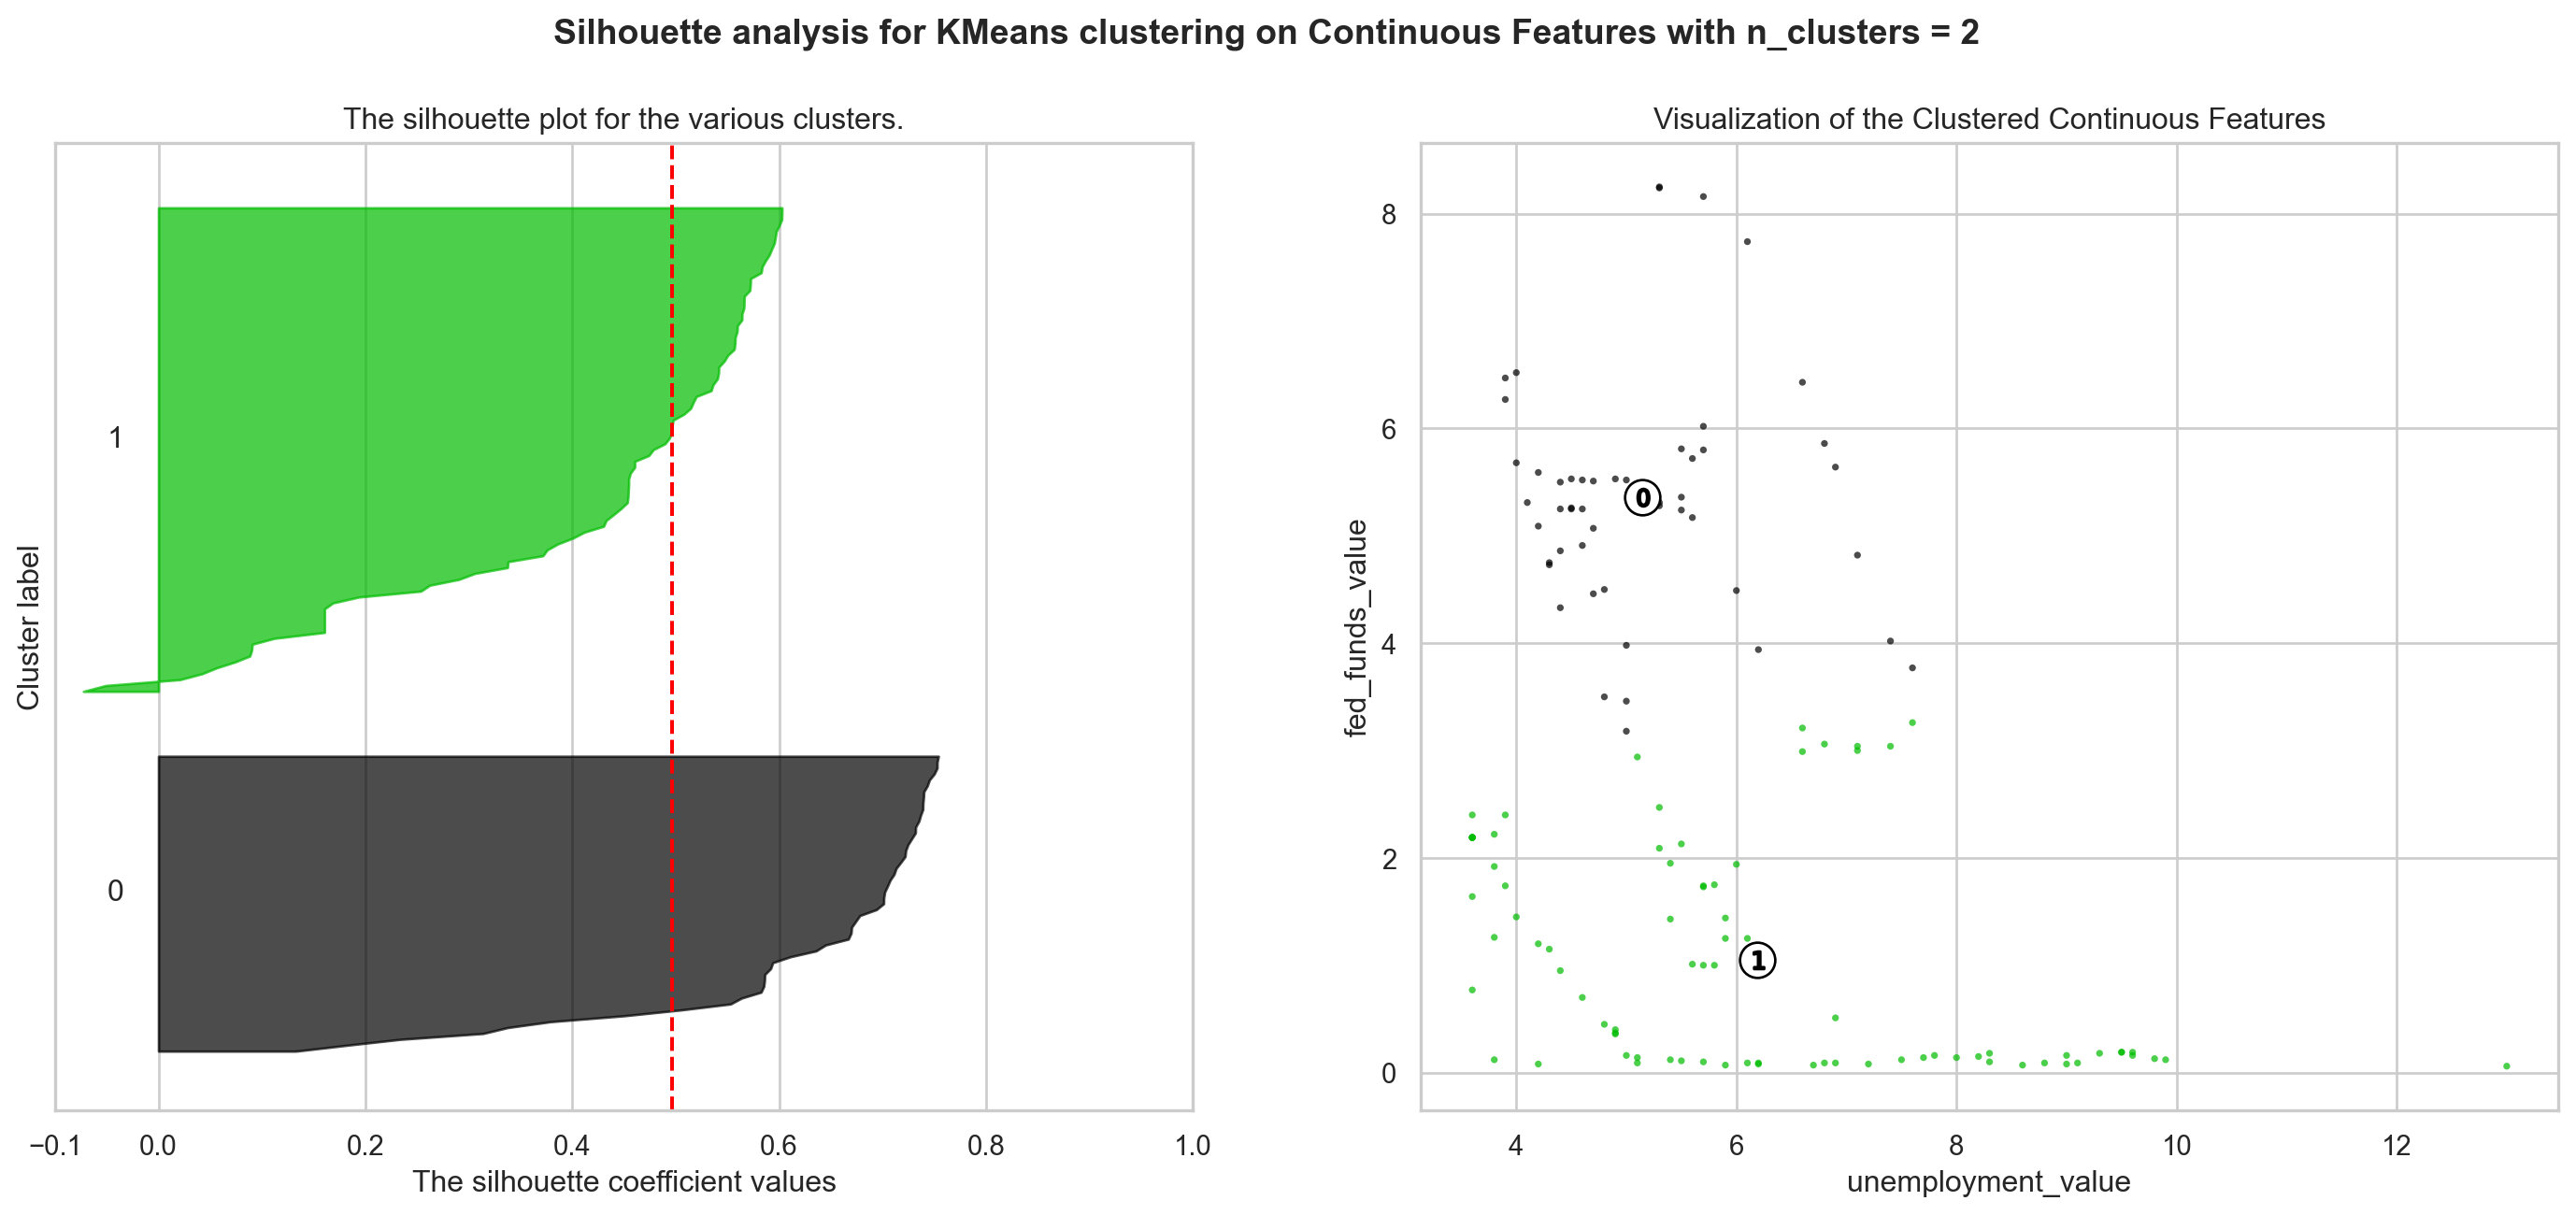 Silhouette analysis for KMeans clustering on Continuous Features with n_clusters = 2
The silhouette plot for the various clusters.
Cluster label
1
0
−0.1 0.0 0.2 0.4 0.6 0.8 1.0
The silhouette coefficient values
Visualization of the Clustered Continuous Features
fed_funds_value
8
6
4
2
0
0
1
4 6 8 10 12
unemployment_value